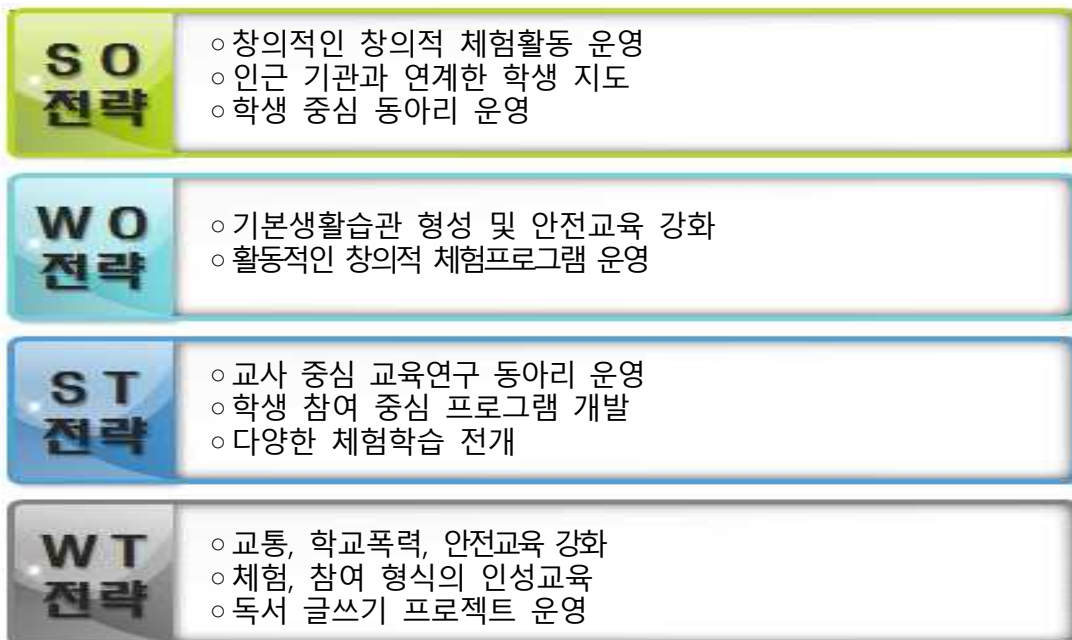 S O
전략
○창의적인 창의적 체험활동 운영
○인근 기관과 연계한 학생 지도
○학생 중심 동아리 운영
W O
전략
○기본생활습관 형성 및 안전교육 강화
○활동적인 창의적 체험프로그램 운영
S T
전략
○교사 중심 교육연구 동아리 운영
○학생 참여 중심 프로그램 개발
○다양한 체험학습 전개
W T
전략
○교통, 학교폭력, 안전교육 강화
○체험, 참여 형식의 인성교육
○독서 글쓰기 프로젝트 운영